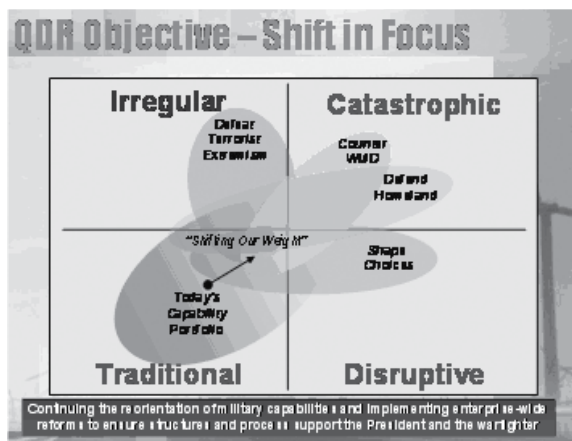 QDR Objective – Shift in Focus
Irregular
Catastrophic
Defeat
Terrorist
Extremism
Counter
WMD
Defend
Homeland
"Shifting Our Weight"
Shape
Choices
Today's
Capability
Portfolio
Traditional
Disruptive
Continuing the reorientation of military capabilities and implementing enterprise-wide
reforms to ensure structures and process support the President and the warfighter